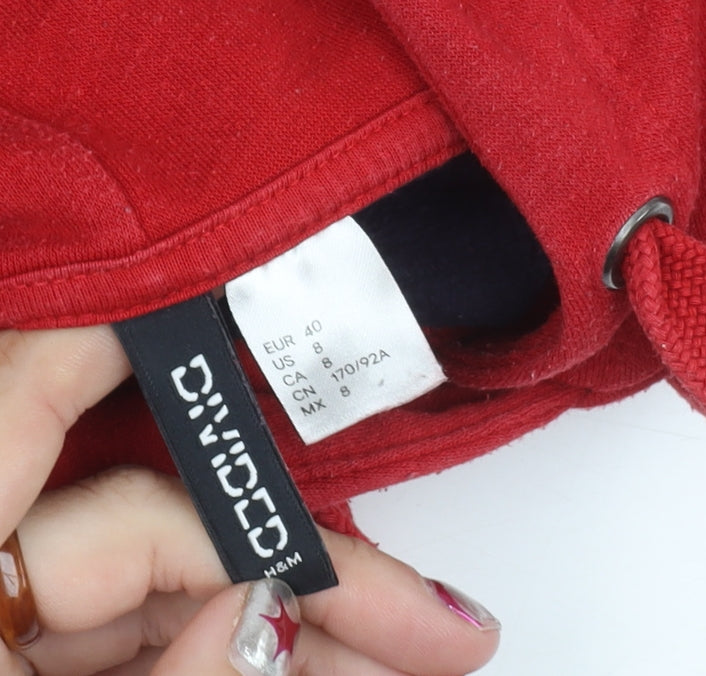 EUR 40
US 8
CA 8
CN 170/92A
MX 8
DIVIDED
H&M